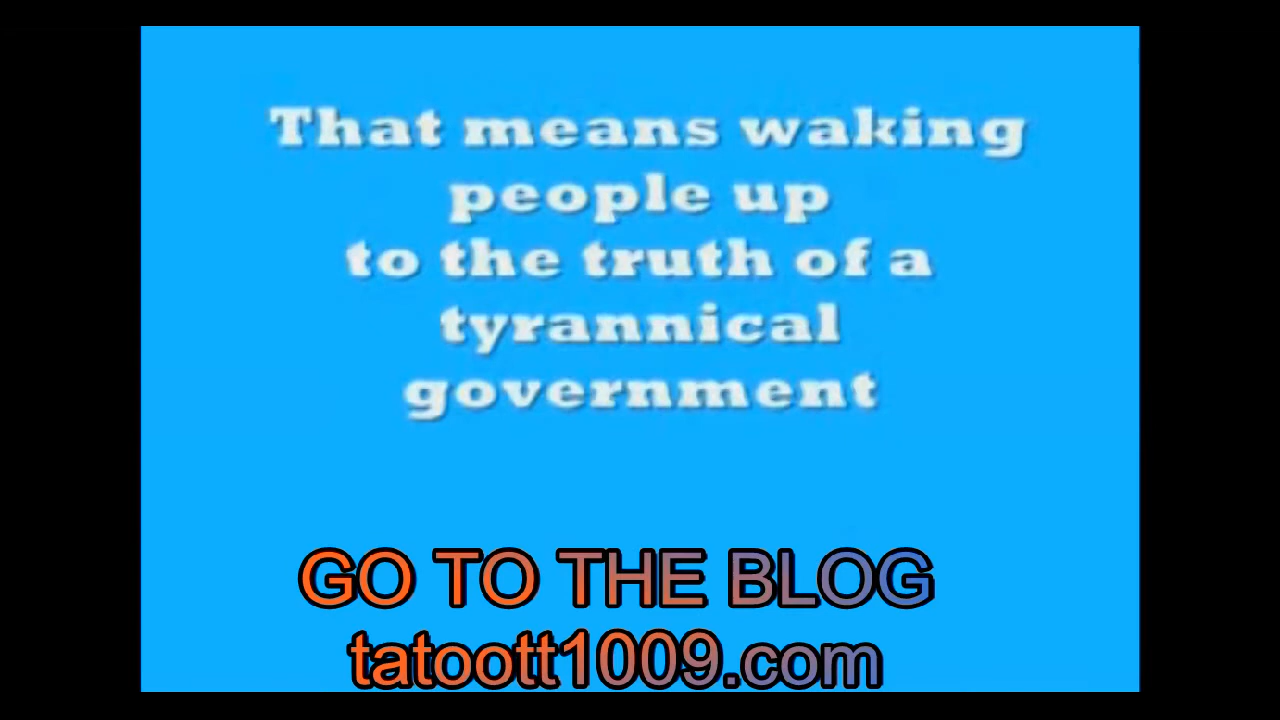 That means waking
people up
to the truth of a
tyrannical
government
GO TO THE BLOG
tatoott1009.com